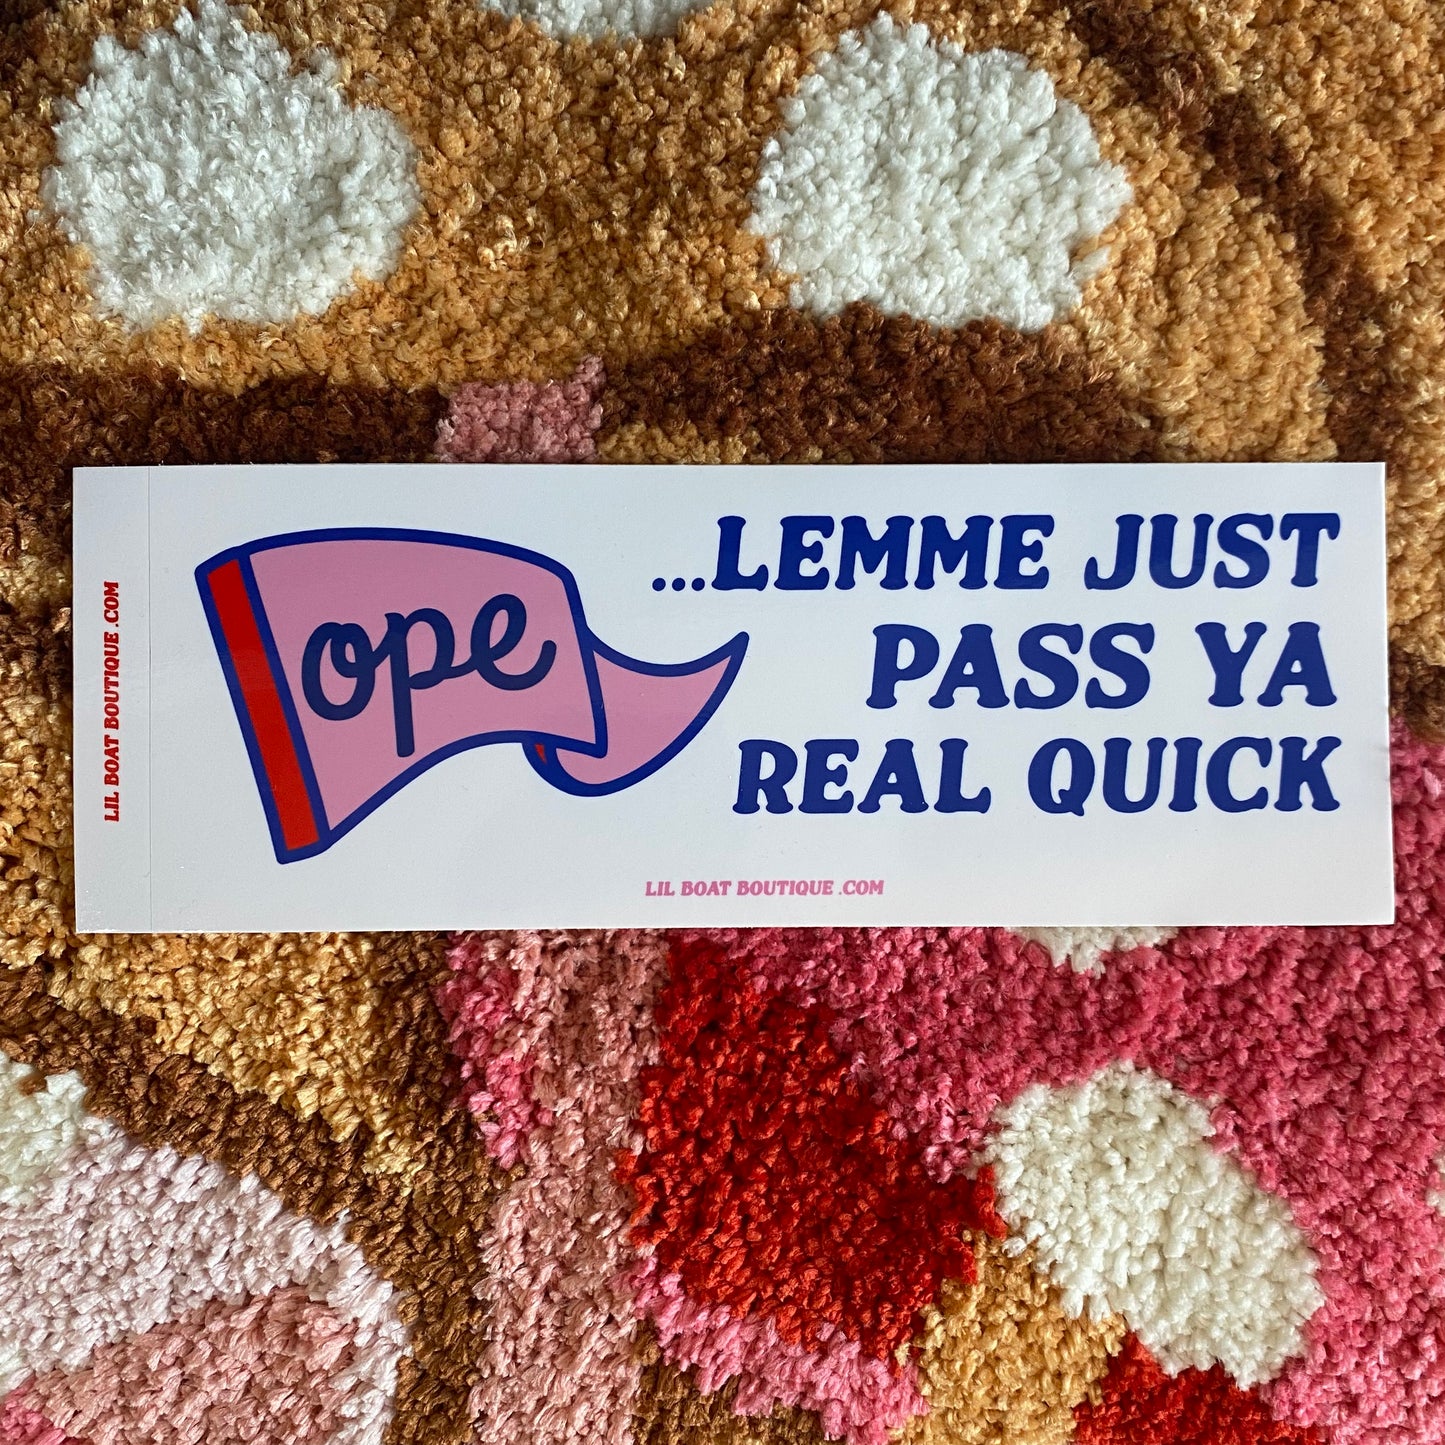 LIL BOAT BOUTIQUE .COM
ope
...LEMME JUST
PASS YA
REAL QUICK
LIL BOAT BOUTIQUE .COM